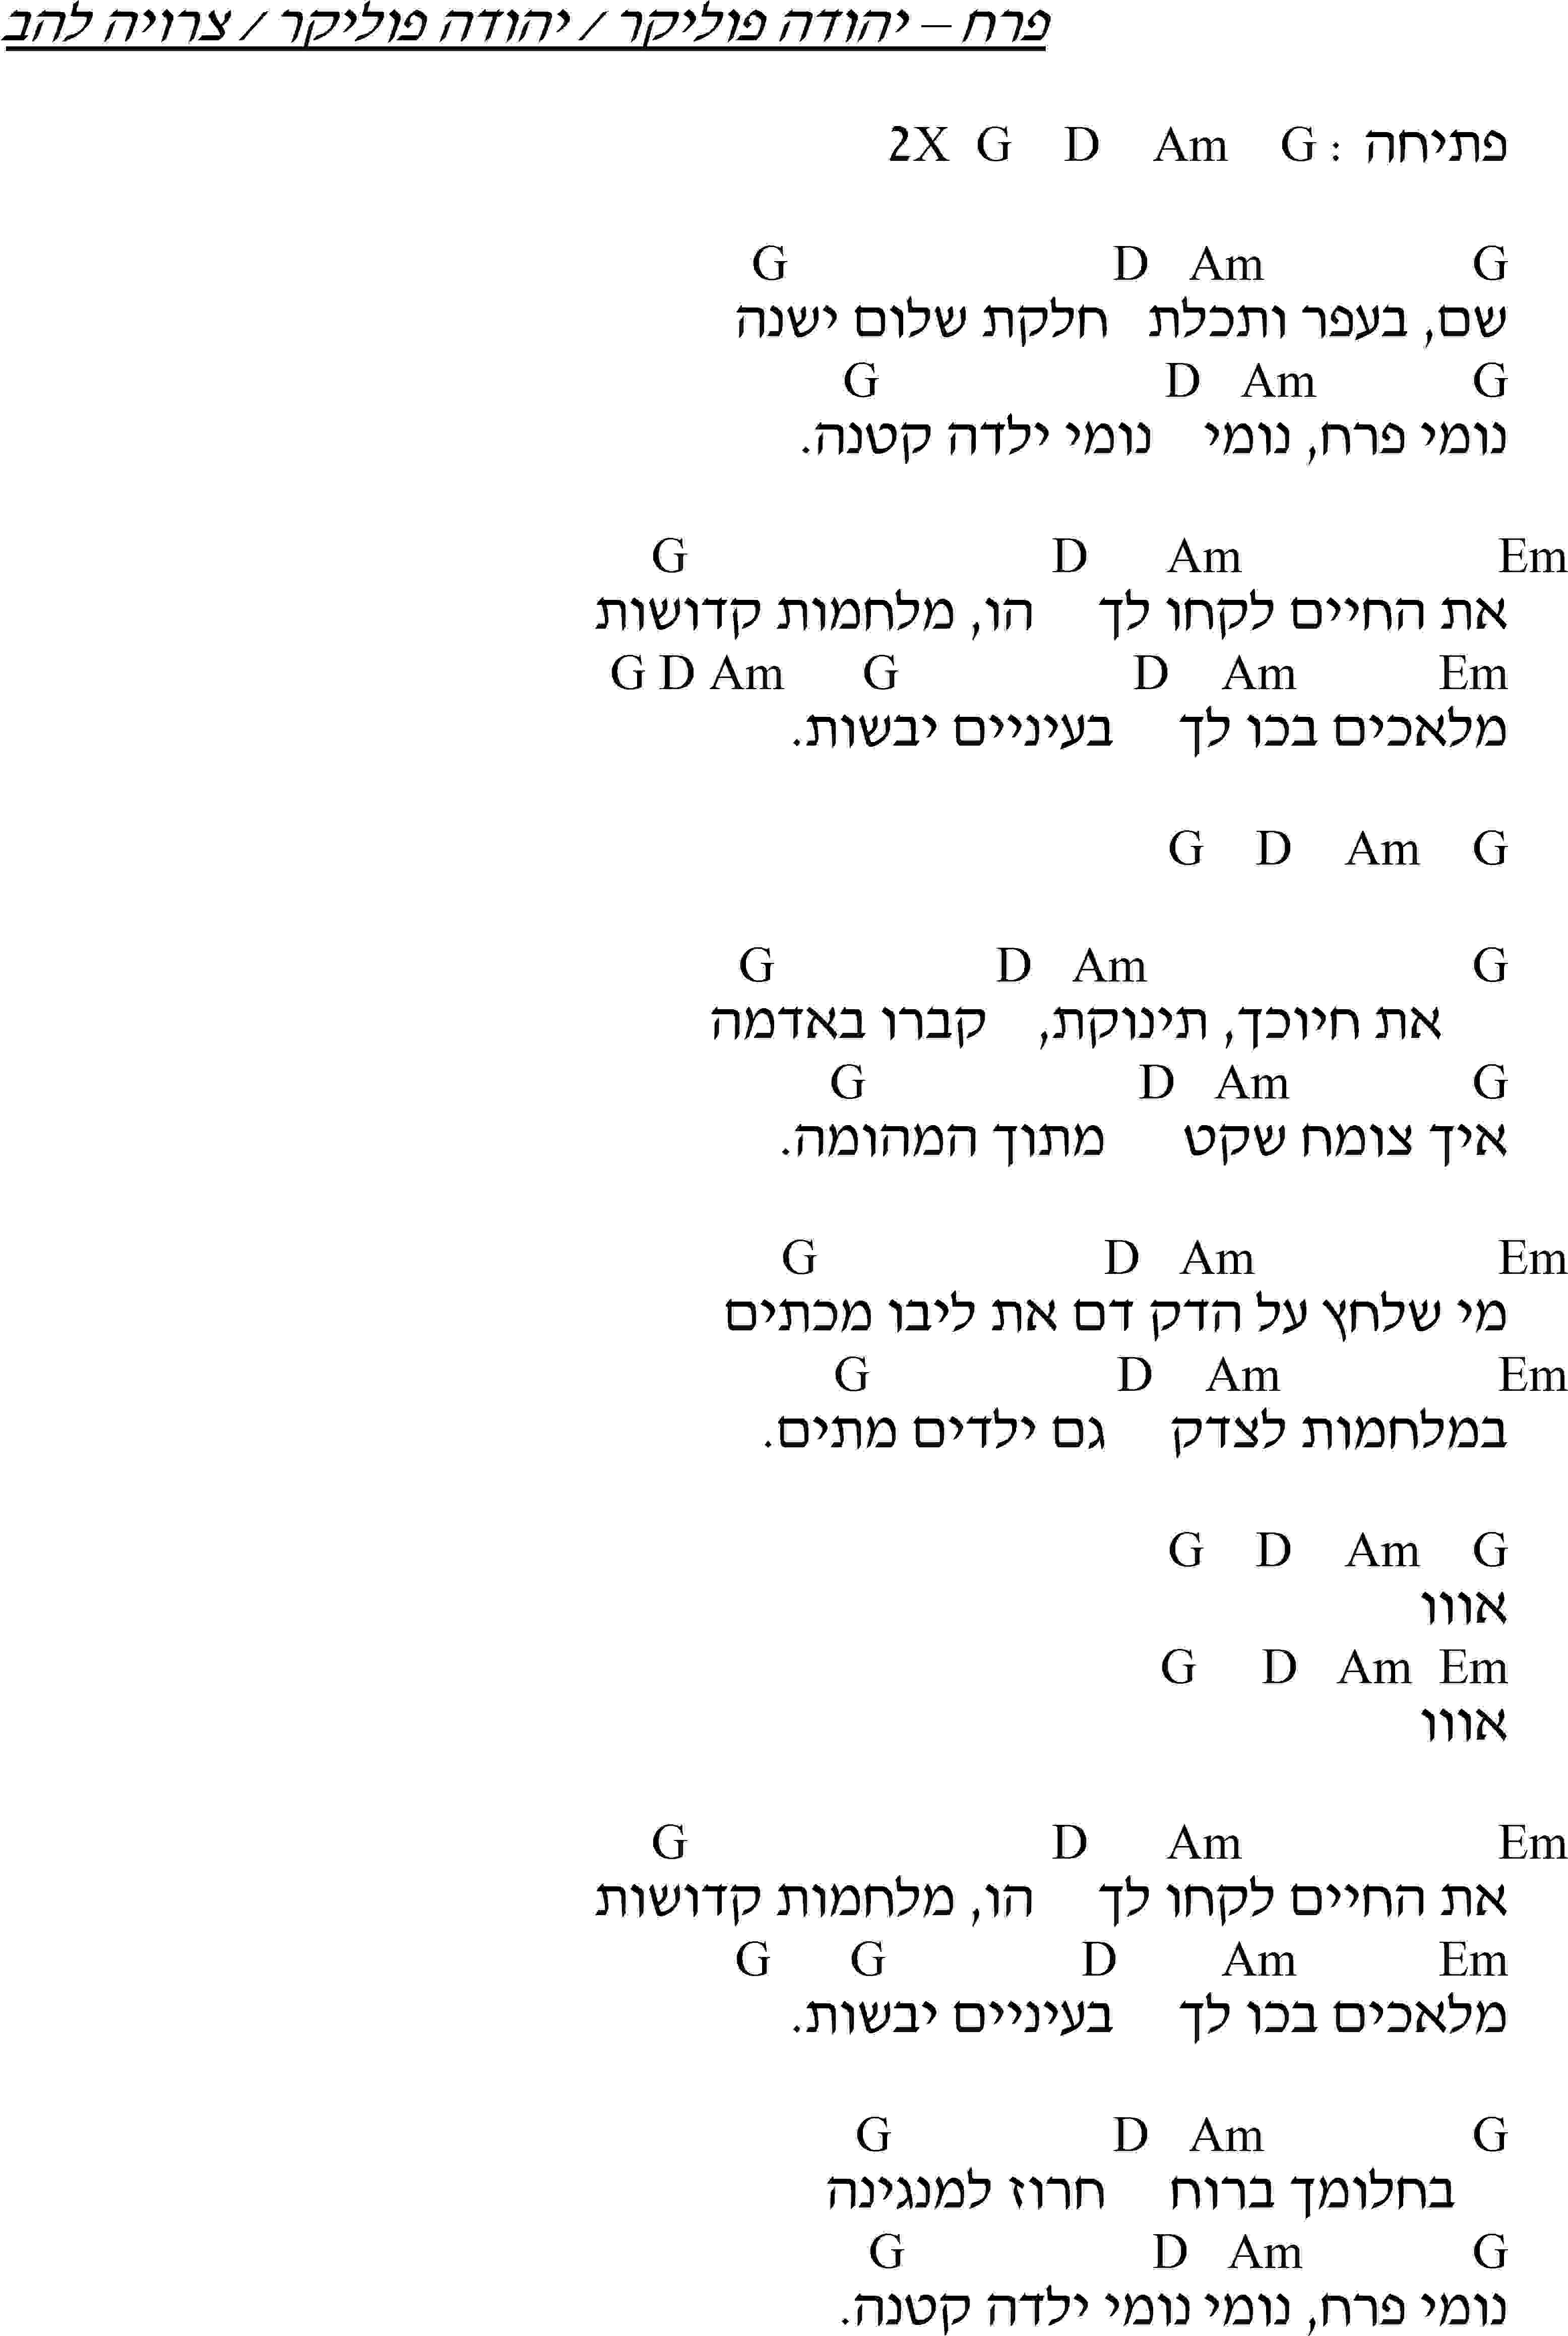 פרח – יהודה פוליקר / יהודה פוליקר / צרויה להב
פתיחה : G Am D G 2X
G Am D G
שם, בעפר ותכלת חלקת שלום ישנה
G Am D G
נומי פרח, נומי נומי ילדה קטנה.
Em Am D G
את החיים לקחו לך הו, מלחמות קדושות
Em Am D G Am D G
מלאכים בכו לך בעיניים יבשות.
G Am D G
G Am D G
את חיוכך, תינוקת, קברו באדמה
G Am D G
איך צומח שקט מתוך המהומה.
Em Am D G
מי שלחץ על הדק דם את ליבו מכתים
Em Am D G
במלחמות לצדק גם ילדים מתים.
G Am D G
אווו
Em Am D G
אווו
Em Am D G
את החיים לקחו לך הו, מלחמות קדושות
Em Am D G G
מלאכים בכו לך בעיניים יבשות.
G Am D G
בחלומך ברוח חרוז למנגינה
G Am D G
נומי פרח, נומי נומי ילדה קטנה.